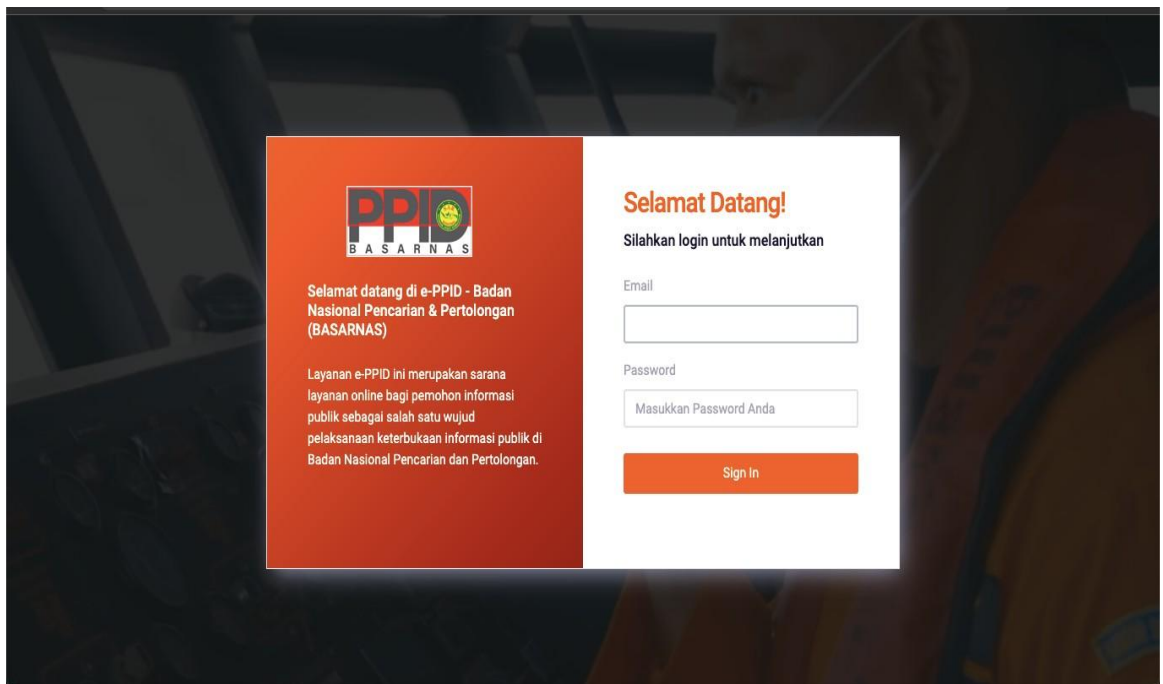 PPID
BASARNAS
Selamat datang di e-PPID - Badan
Nasional Pencarian & Pertolongan
(BASARNAS)
Layanan e-PPID ini merupakan sarana
layanan online bagi pemohon informasi
publik sebagai salah satu wujud
pelaksanaan keterbukaan informasi publik di
Badan Nasional Pencarian dan Pertolongan.
Selamat Datang!
Silahkan login untuk melanjutkan
Email
Password
Masukkan Password Anda
Sign In